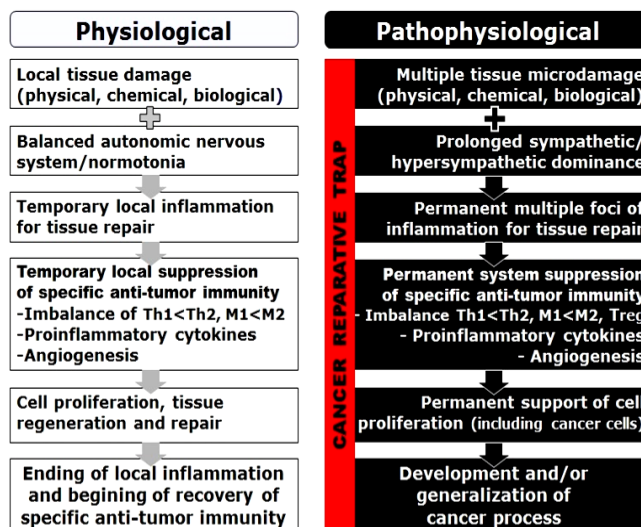 Physiological
Local tissue damage
(physical, chemical, biological)
Balanced autonomic nervous
system/normotonia
Temporary local inflammation
for tissue repair
Temporary local suppression
of specific anti-tumor immunity
-Imbalance of Th1<Th2, M1<M2
-Proinflammatory cytokines
-Angiogenesis
Cell proliferation, tissue
regeneration and repair
Ending of local inflammation
and begining of recovery of
specific anti-tumor immunity
CANCER REPARATIVE TRAP
Pathophysiological
Multiple tissue microdamage
(physical, chemical, biological)
Prolonged sympathetic/
hypersympathetic dominance
Permanent multiple foci of
inflammation for tissue repair
Permanent system suppression
of specific anti-tumor immunity
- Imbalance Th1<Th2, M1<M2, Treg
- Proinflammatory cytokines
- Angiogenesis
Permanent support of cell
proliferation (including cancer cells)
Development and/or
generalization of
cancer process